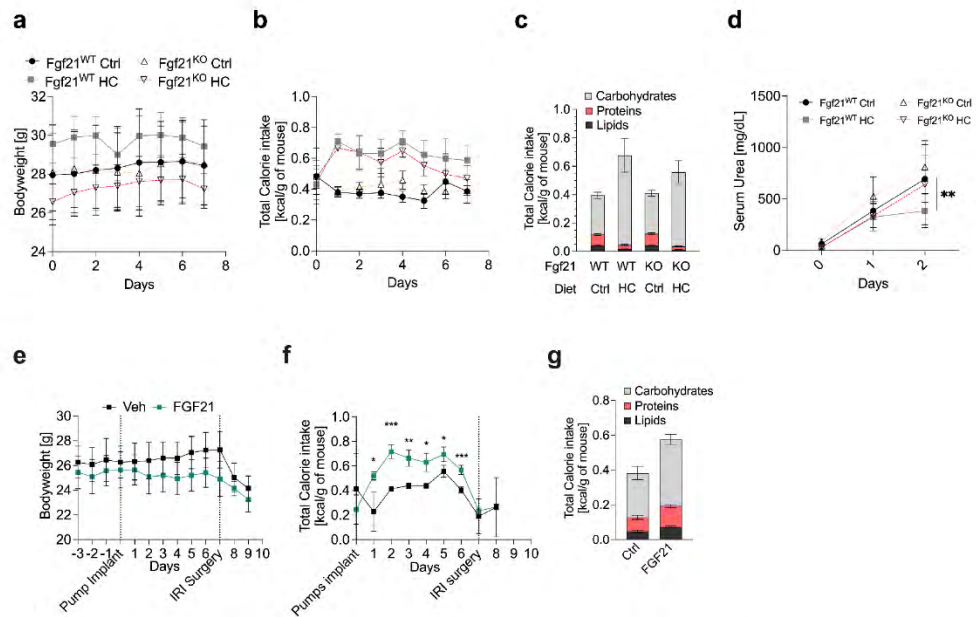 a
Fgf21WT Ctrl
Fgf21KO Ctrl
Fgf21WT HC
Fgf21KO HC
Bodyweight [g]
32
30
28
26
24
0
2
4
6
8
Days
b
Total Calorie intake
[kcal/g of mouse]
1.0
0.8
0.6
0.4
0.2
0.0
0
2
4
6
8
Days
c
Carbohydrates
Proteins
Lipids
Total Calorie intake
[kcal/g of mouse]
1.0
0.8
0.6
0.4
0.2
0.0
Fgf21 WT WT KO KO
Diet Ctrl HC Ctrl HC
d
Fgf21WT Ctrl
Fgf21KO Ctrl
Fgf21WT HC
Fgf21KO HC
Serum Urea [mg/dL]
1500
1000
500
0
**
0
1
2
Days
e
Veh
FGF21
Bodyweight [g]
30
28
26
24
22
20
-3 -2 -1 1 2 3 4 5 6 8 9 10
Pump Implant
Days
IRI Surgery
f
Total Calorie intake
[kcal/g of mouse]
1.0
0.8
0.6
0.4
0.2
0.0
* *** ** * * ***
1 2 3 4 5 6 8 9 10
Pumps implant
Days
IRI surgery
g
Carbohydrates
Proteins
Lipids
Total Calorie intake
[kcal/g of mouse]
0.8
0.6
0.4
0.2
0.0
Ctrl
FGF21